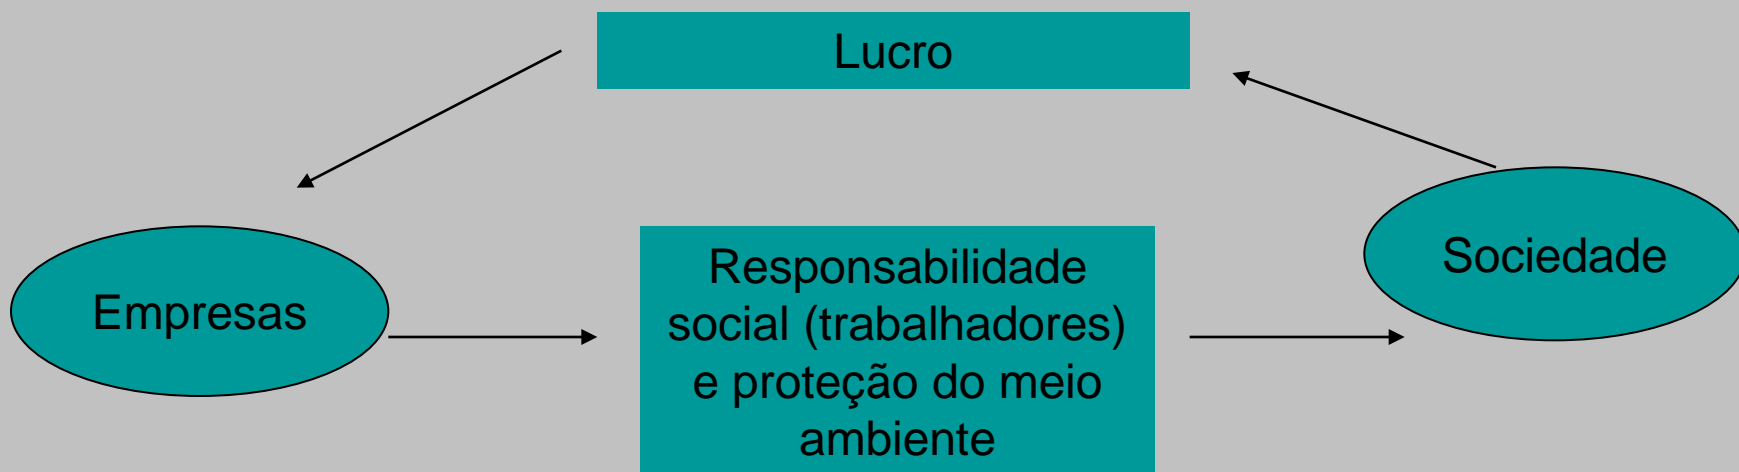 Lucro
Empresas
Responsabilidade
social (trabalhadores)
e proteção do meio
ambiente
Sociedade